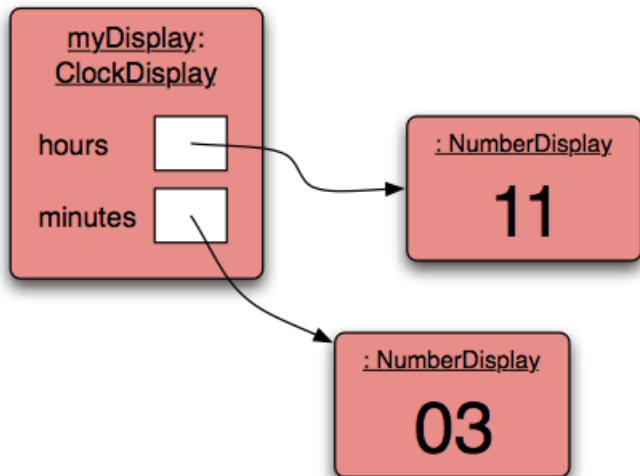 myDisplay:
ClockDisplay
hours
minutes
: NumberDisplay
11
: NumberDisplay
03